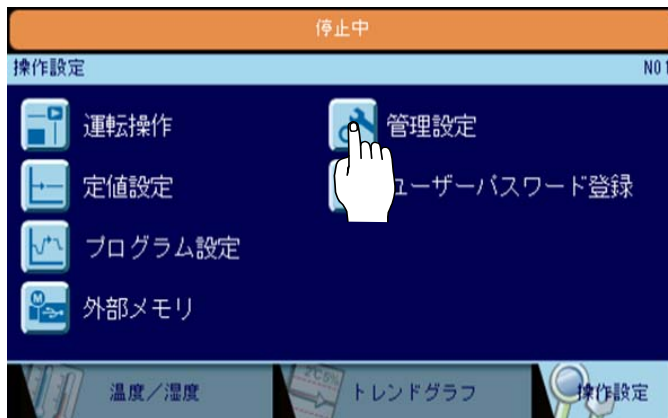 停止中
操作設定 NO1
運転操作 管理設定
定値設定 ユーザーパスワード登録
プログラム設定
外部メモリ
温度/湿度 トレンドグラフ 操作設定